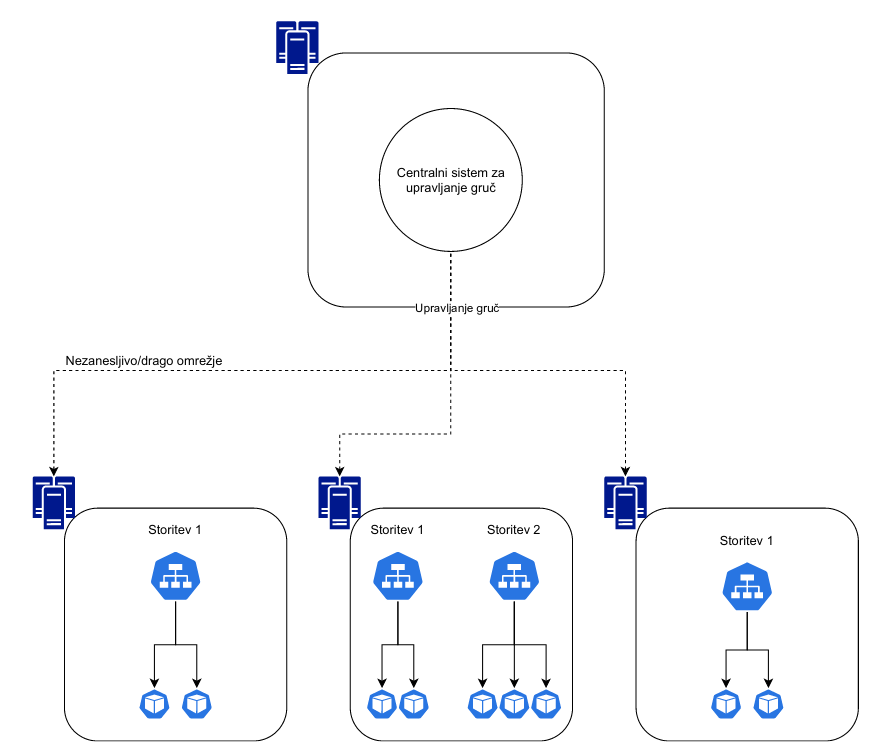 Centralni sistem za
upravljanje gruč
Upravljanje gruč
Nezanesljivo/drago omrežje
Storitev 1
Storitev 1
Storitev 2
Storitev 1